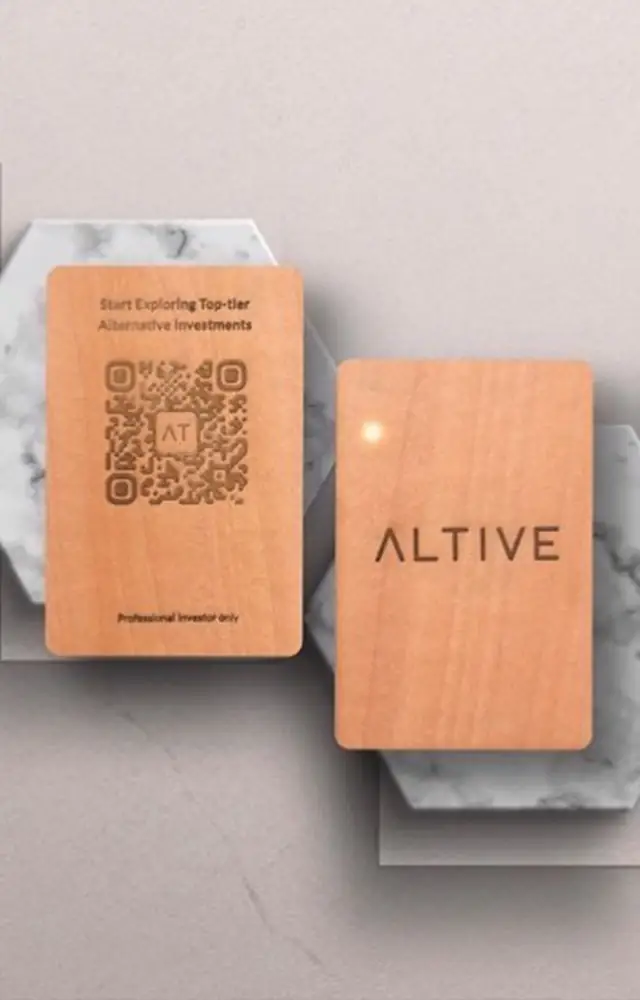 Start Exploring Top-tier
Alternative Investments
AT
Professional investor only
ALTIVE